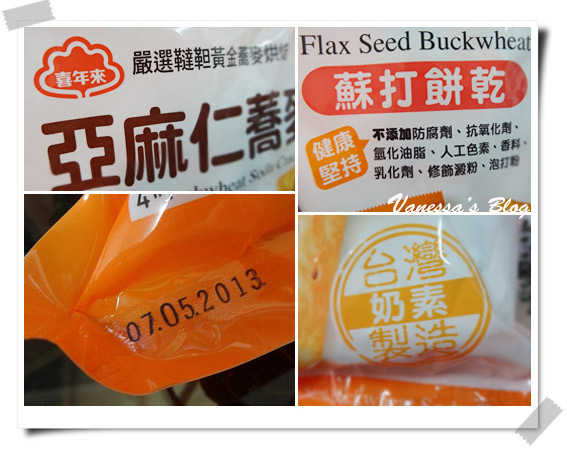 喜年來
嚴選韃靼黃金蕎麥烘焙
亞麻仁蕎麥
kwheat Soda Crac
Flax Seed Buckwheat
蘇打餅乾
健康
堅持
不添加防腐劑、抗氧化劑、
氫化油脂、人工色素、香料、
乳化劑、修飾澱粉、泡打粉
Vanessa's Blog
07.05.2013
台灣
奶素
製造